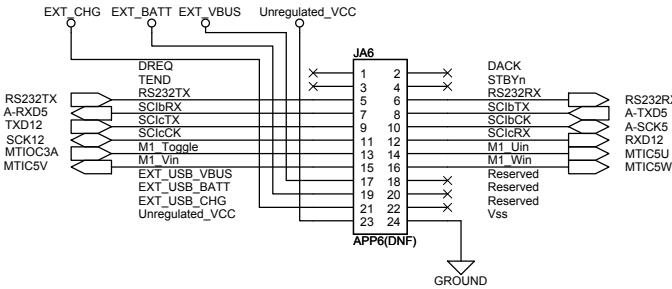 EXT_CHG EXT_BATT EXT_VBUS Unregulated_VCC
JA6
DREQ 1 2 DACK
TEND 3 4 STBYn
RS232TX RS232TX 5 6 RS232RX RS232RX
A-RXD5 SCIbRX 7 8 SCIbTX A-TXD5
TXD12 SCIcTX 9 10 SCIbCK A-SCK5
SCK12 SCIcCK 11 12 SCIcRX RXD12
MTIOC3A M1_Toggle 13 14 M1_Uin MTIC5U
MTIC5V M1_Vin 15 16 M1_Win MTIC5W
EXT_USB_VBUS 17 18 Reserved
EXT_USB_BATT 19 20 Reserved
EXT_USB_CHG 21 22 Reserved
Unregulated_VCC 23 24 Vss
APP6(DNF)
GROUND